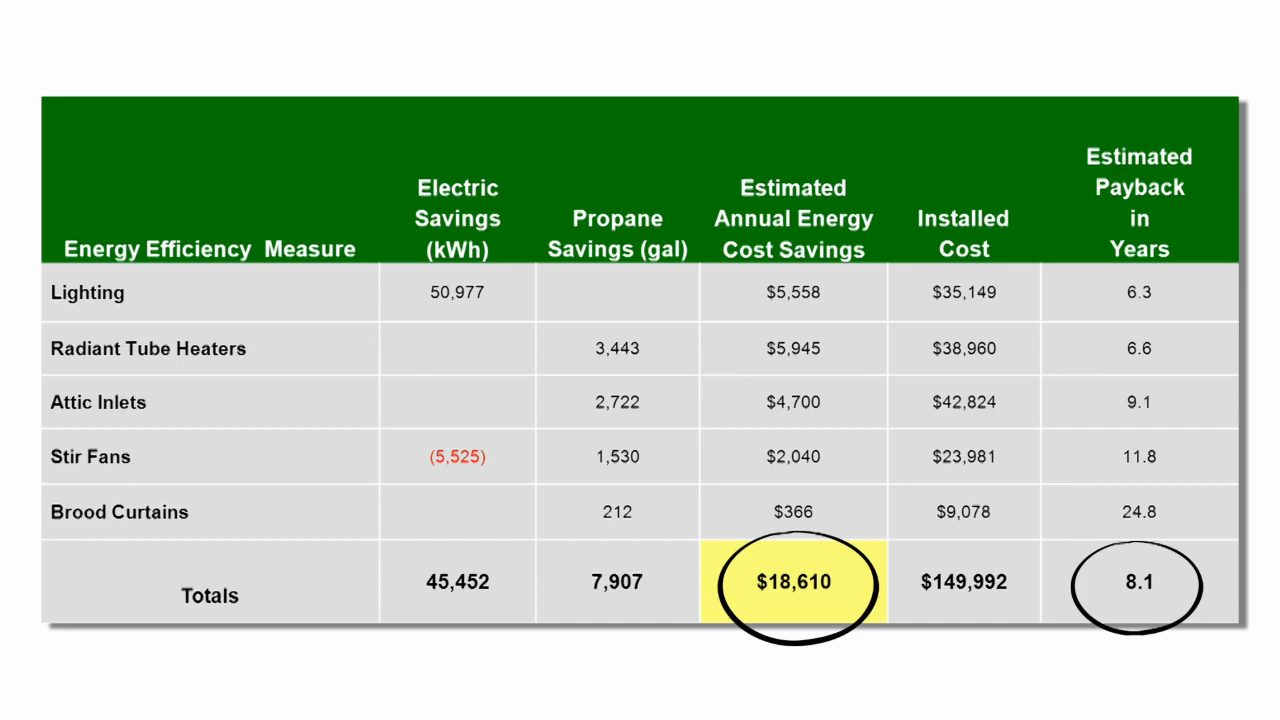 Energy Efficiency Measure
Electric
Savings
(kWh)
Propane
Savings (gal)
Estimated
Annual Energy
Cost Savings
Installed
Cost
Estimated
Payback
in
Years
Lighting 50,977 $5,558 $35,149 6.3
Radiant Tube Heaters 3,443 $5,945 $38,960 6.6
Attic Inlets 2,722 $4,700 $42,824 9.1
Stir Fans (5,525) 1,530 $2,040 $23,981 11.8
Brood Curtains 212 $366 $9,078 24.8
Totals 45,452 7,907 $18,610 $149,992 8.1